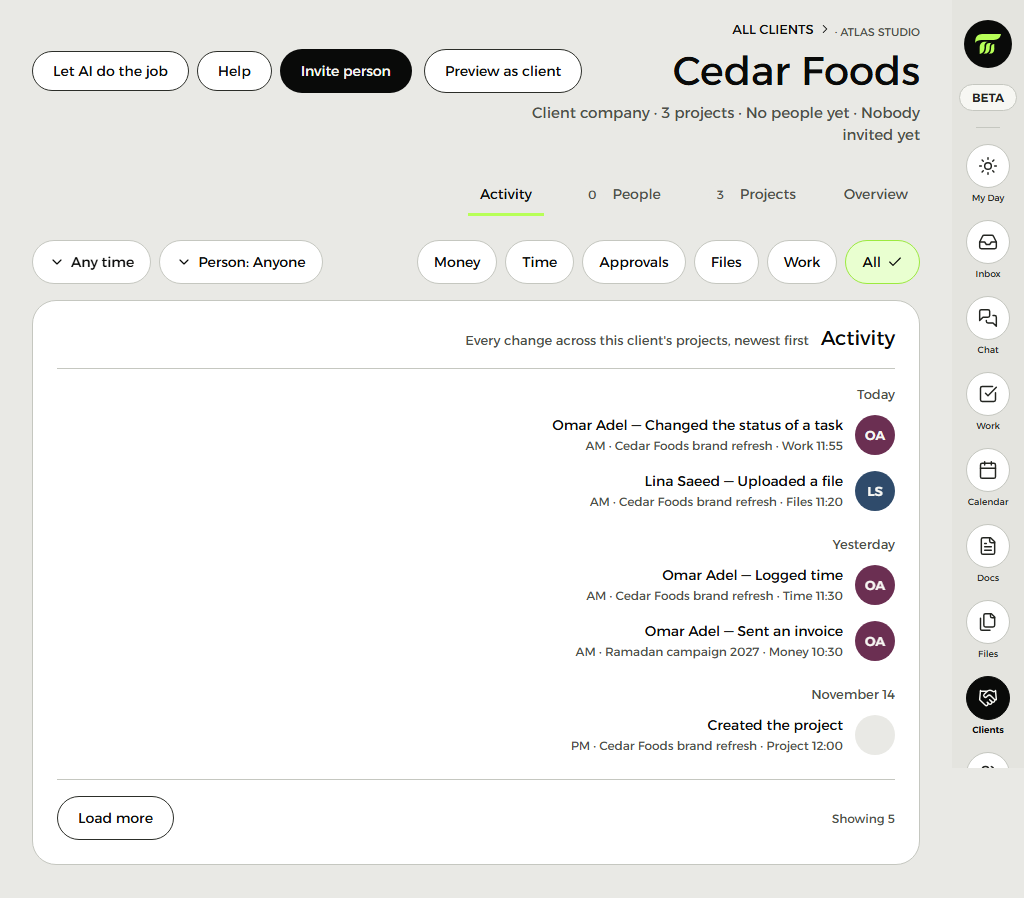 ALL CLIENTS > · ATLAS STUDIO
Cedar Foods
Client company · 3 projects · No people yet · Nobody
invited yet
Invite person
Preview as client
Help
Let AI do the job
Activity
0 People
3 Projects
Overview
All
Work
Files
Approvals
Time
Money
Person: Anyone
Any time
Activity
Every change across this client's projects, newest first
Today
OA
Omar Adel — Changed the status of a task
AM · Cedar Foods brand refresh · Work 11:55
LS
Lina Saeed — Uploaded a file
AM · Cedar Foods brand refresh · Files 11:20
Yesterday
OA
Omar Adel — Logged time
AM · Cedar Foods brand refresh · Time 11:30
OA
Omar Adel — Sent an invoice
AM · Ramadan campaign 2027 · Money 10:30
November 14
Created the project
PM · Cedar Foods brand refresh · Project 12:00
Showing 5
Load more
BETA
My Day
Inbox
Chat
Work
Calendar
Docs
Files
Clients